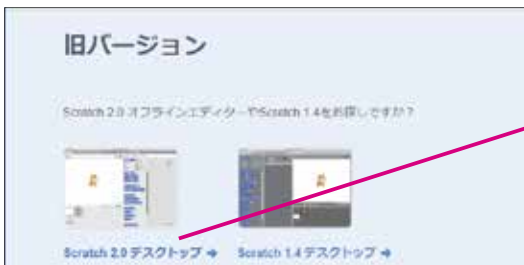 旧バージョン
Scratch 2.0 オフラインエディターやScratch 1.4をお探しですか？
Scratch 2.0 デスクトップ ➔
Scratch 1.4 デスクトップ ➔